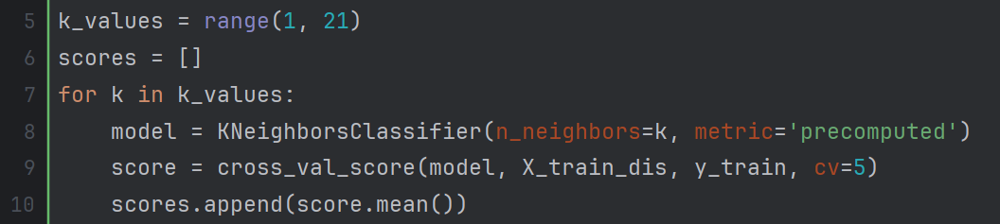 5 k_values = range(1, 21)
6 scores = []
7 for k in k_values:
8     model = KNeighborsClassifier(n_neighbors=k, metric='precomputed')
9     score = cross_val_score(model, X_train_dis, y_train, cv=5)
10     scores.append(score.mean())